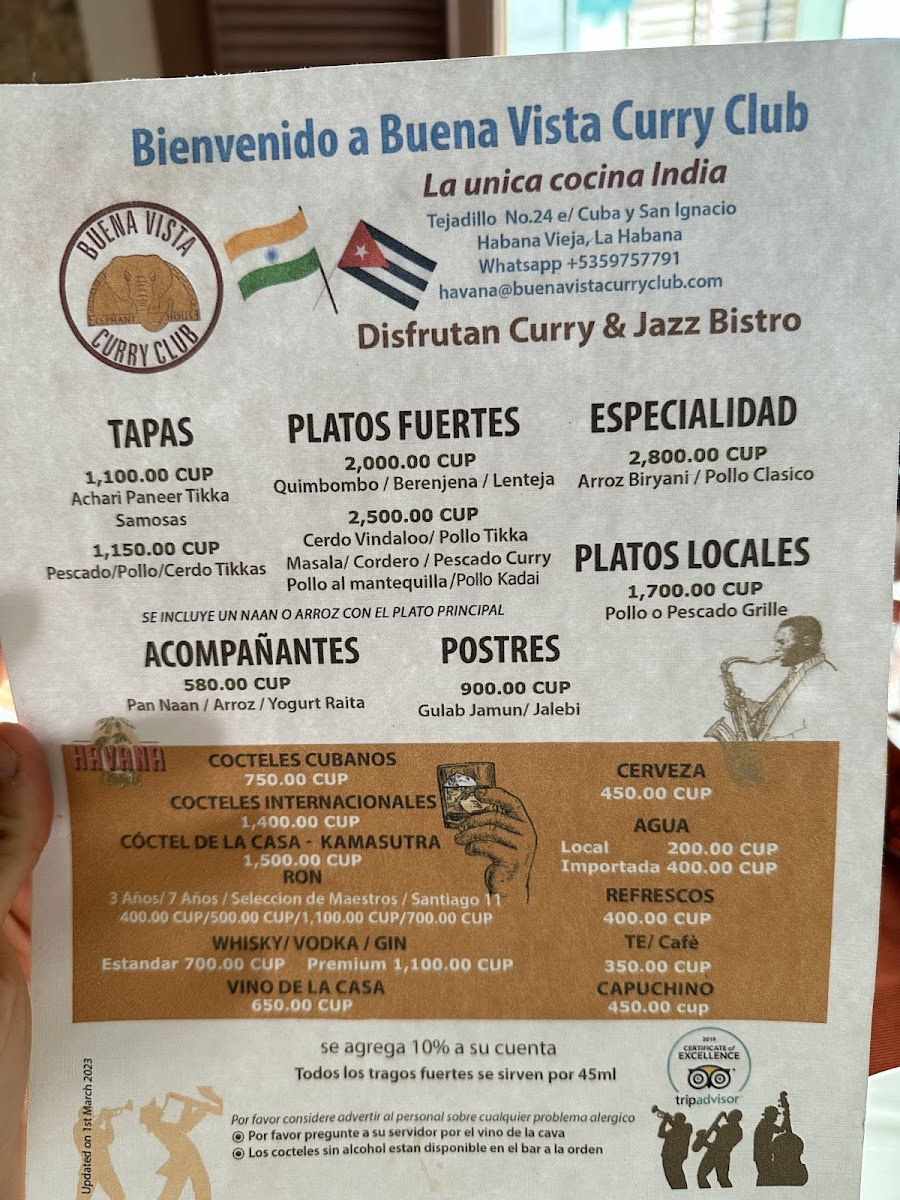 Bienvenido a Buena Vista Curry Club
La unica cocina India
Tejadillo No.24 e/ Cuba y San Ignacio
Habana Vieja, La Habana
Whatsapp +5359757791
havana@buenavistacurryclub.com
Disfrutan Curry & Jazz Bistro
BUENA VISTA
ELEPHANT HOUSE
CURRY CLUB
TAPAS
1,100.00 CUP
Achari Paneer Tikka
Samosas
1,150.00 CUP
Pescado/Pollo/Cerdo Tikkas
PLATOS FUERTES
2,000.00 CUP
Quimbombo / Berenjena / Lenteja
2,500.00 CUP
Cerdo Vindaloo/ Pollo Tikka
Masala/ Cordero / Pescado Curry
Pollo al mantequilla/Pollo Kadai
SE INCLUYE UN NAAN O ARROZ CON EL PLATO PRINCIPAL
ESPECIALIDAD
2,800.00 CUP
Arroz Biryani / Pollo Clasico
PLATOS LOCALES
1,700.00 CUP
Pollo o Pescado Grille
ACOMPAÑANTES
580.00 CUP
Pan Naan / Arroz / Yogurt Raita
POSTRES
900.00 CUP
Gulab Jamun/ Jalebi
HAVANA
COCTELES CUBANOS
750.00 CUP
COCTELES INTERNACIONALES
1,400.00 CUP
CÓCTEL DE LA CASA - KAMASUTRA
1,500.00 CUP
RON
3 Años/ 7 Años / Seleccion de Maestros / Santiago 11
400.00 CUP/500.00 CUP/1,100.00 CUP/700.00 CUP
WHISKY/ VODKA / GIN
Estandar 700.00 CUP Premium 1,100.00 CUP
VINO DE LA CASA
650.00 CUP
CERVEZA
450.00 CUP
AGUA
Local 200.00 CUP
Importada 400.00 CUP
REFRESCOS
400.00 CUP
TE/ Cafè
350.00 CUP
CAPUCHINO
450.00 cup
se agrega 10% a su cuenta
Todos los tragos fuertes se sirven por 45ml
2019
CERTIFICATE of
EXCELLENCE
tripadvisor
Por favor considere advertir al personal sobre cualquier problema alergico
Por favor pregunte a su servidor por el vino de la cava
Los cocteles sin alcohol estan disponible en el bar a la orden
Updated on 1st March 2023